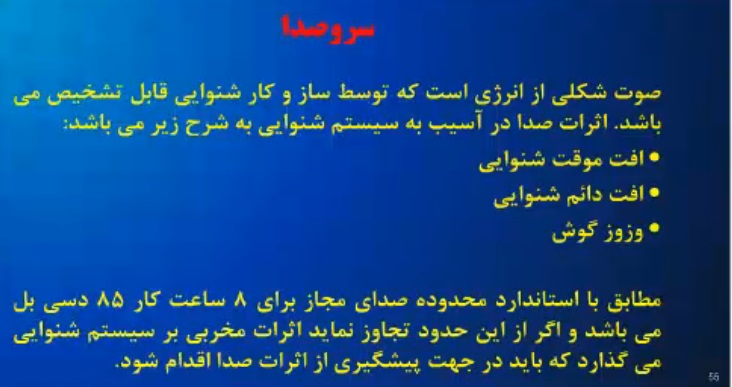 سروصدا
صوت شکلی از انرژی است که توسط ساز و کار شنوایی قابل تشخیص می
باشد. اثرات صدا در آسیب به سیستم شنوایی به شرح زیر می باشد:
• افت موقت شنوایی
• افت دائم شنوایی
• وزوز گوش
مطابق با استاندارد محدوده صدای مجاز برای ۸ ساعت کار ۸۵ دسی بل
می باشد و اگر از این حدود تجاوز نماید اثرات مخربی بر سیستم شنوایی
می گذارد که باید در جهت پیشگیری از اثرات صدا اقدام شود.
55